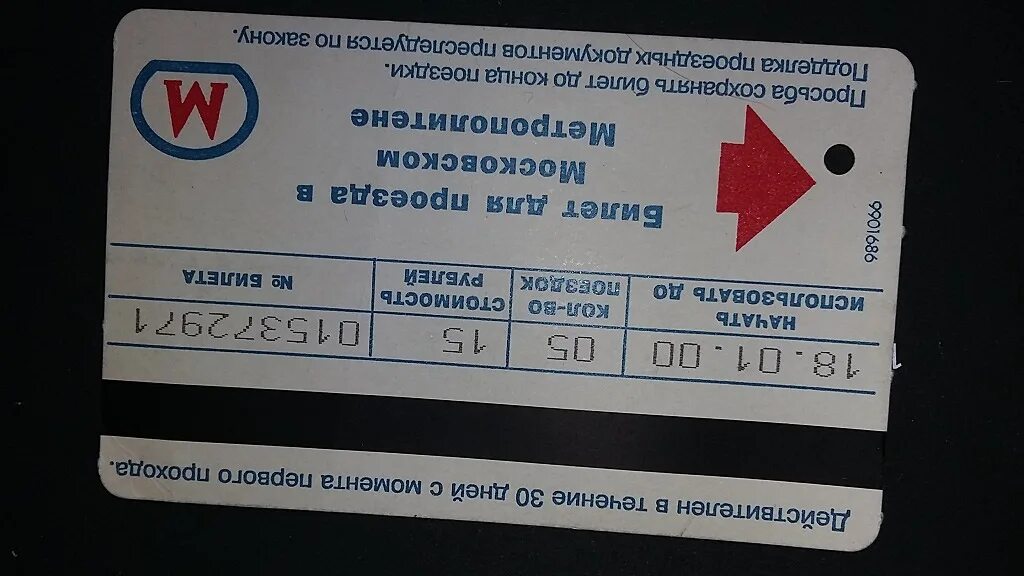 Действителен в течение 30 дней с момента первого прохода.
18.01.00 05 15 015372971
НАЧАТЬ ИСПОЛЬЗОВАТЬ ДО
КОЛ-ВО ПОЕЗДОК
СТОИМОСТЬ РУБЛЕЙ
№ БИЛЕТА
Билет для проезда в
Московском
Метрополитене
Просьба сохранять билет до конца поездки.
Подделка проездных документов преследуется по закону.
М
9901686